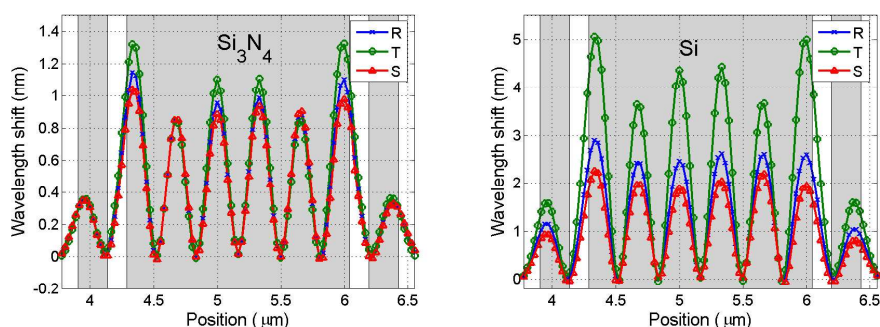 Wavelength shift (nm)
1.4
1.2
1
0.8
0.6
0.4
0.2
0
-0.2
Si3N4
R
T
S
4
4.5
5
5.5
6
6.5
Position ( μm)
Wavelength shift (nm)
5
4
3
2
1
0
Si
R
T
S
4
4.5
5
5.5
6
6.5
Position ( μm)